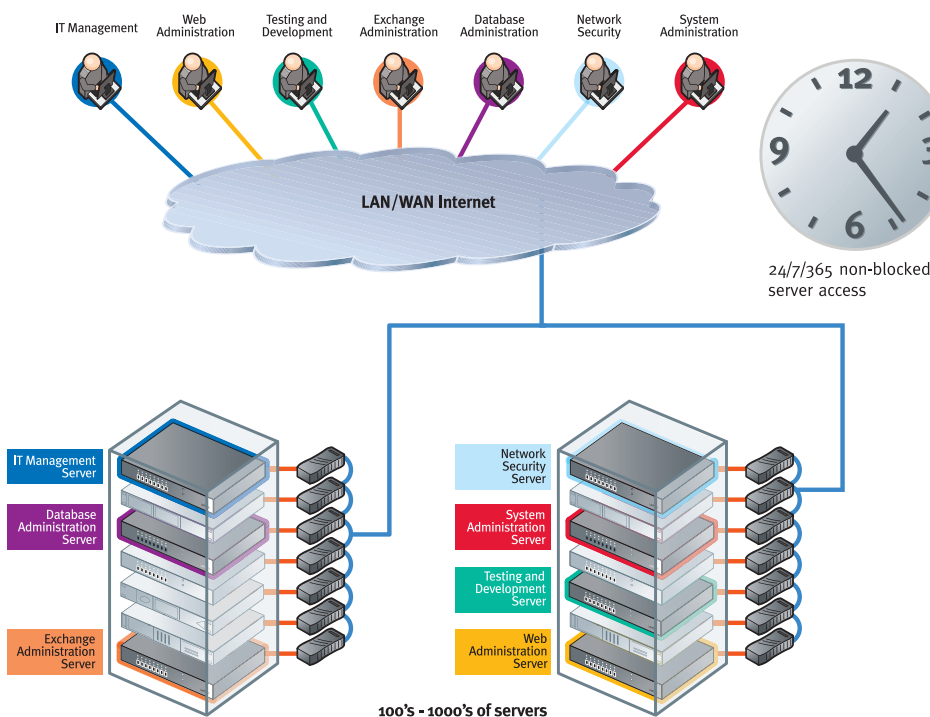 IT Management
Web
Administration
Testing and
Development
Exchange
Administration
Database
Administration
Network
Security
System
Administration
12
9
3
6
LAN/WAN Internet
24/7/365 non-blocked
server access
IT Management
Server
Database
Administration
Server
Exchange
Administration
Server
Network
Security
Server
System
Administration
Server
Testing and
Development
Server
Web
Administration
Server
100's - 1000's of servers